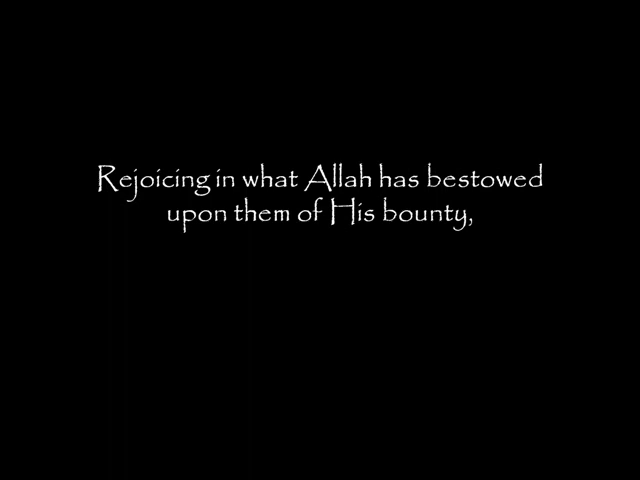 Rejoicing in what Allah has bestowed
upon them of His bounty,